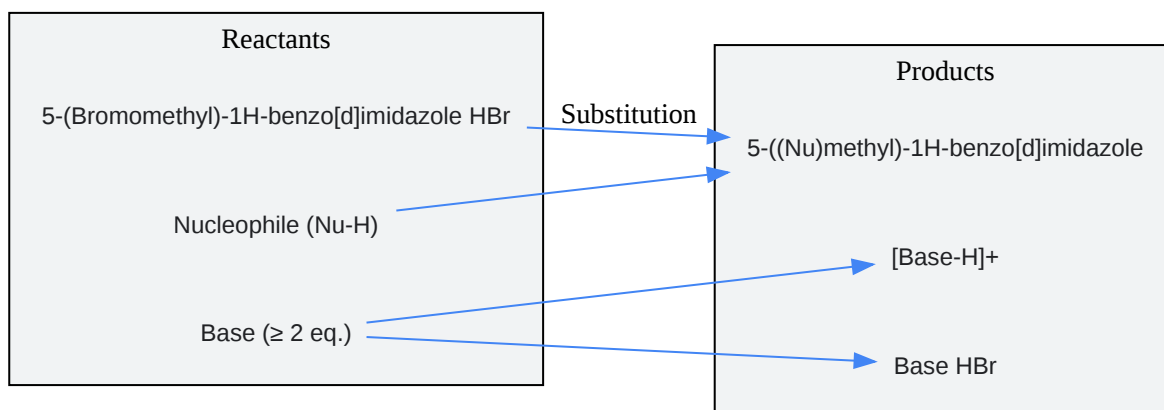 Reactants
5-(Bromomethyl)-1H-benzo[d]imidazole HBr
Nucleophile (Nu-H)
Base (≥ 2 eq.)
Substitution
Products
5-((Nu)methyl)-1H-benzo[d]imidazole
[Base-H]+
Base HBr